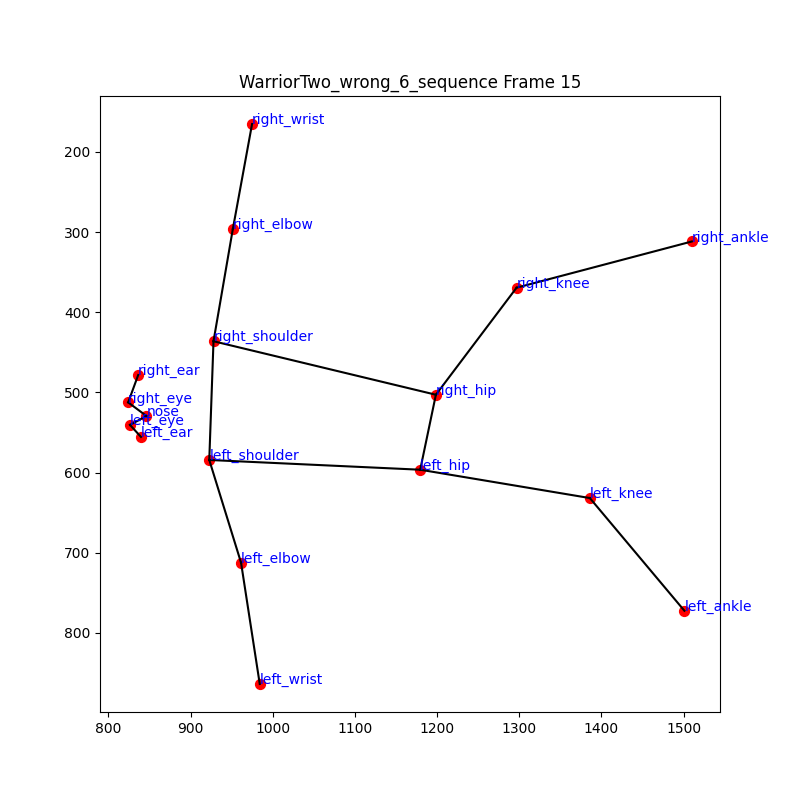 WarriorTwo_wrong_6_sequence Frame 15
right_wrist
right_elbow
right_ankle
right_knee
right_shoulder
right_ear
right_hip
right_eye
nose
left_eye
left_ear
left_shoulder
left_hip
left_knee
left_elbow
left_ankle
left_wrist
200
300
400
500
600
700
800
800 900 1000 1100 1200 1300 1400 1500